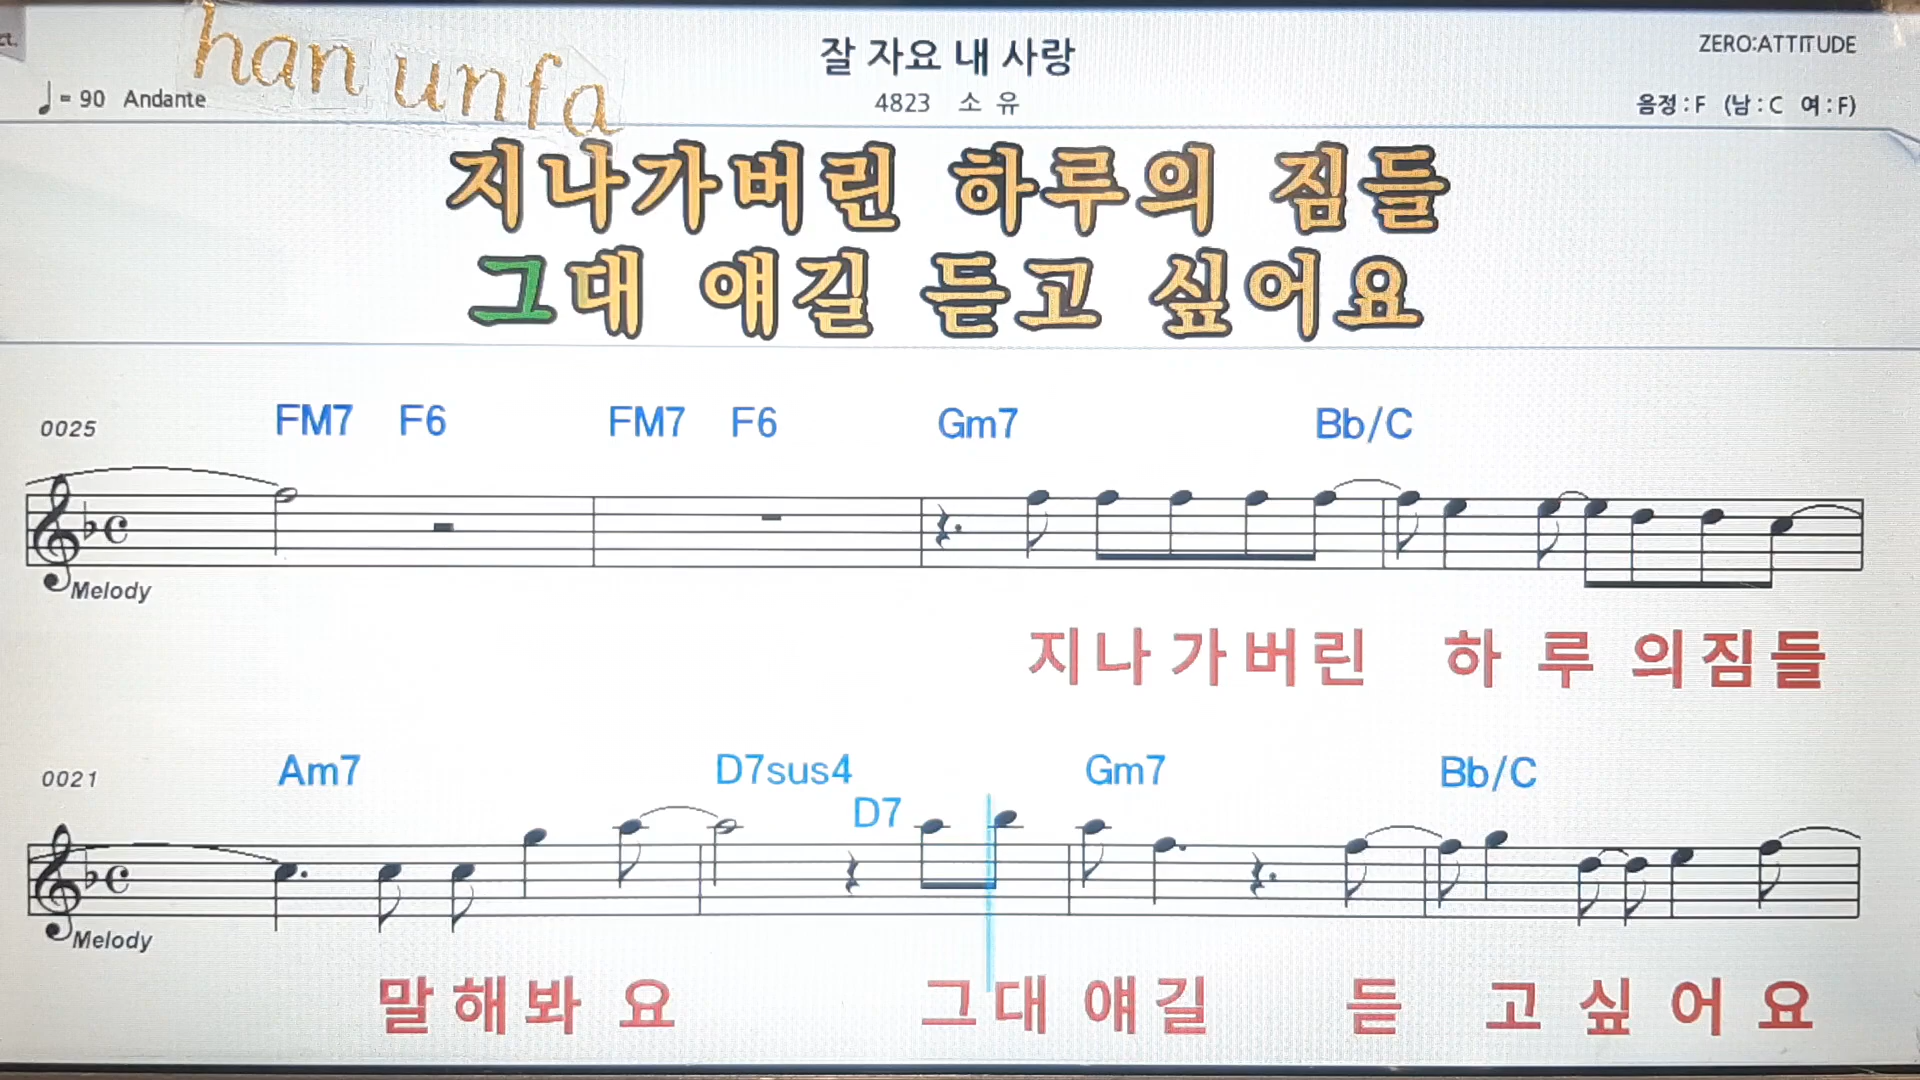 ct.
han unfa
잘 자요 내 사랑
ZERO:ATTITUDE
♩= 90 Andante
4823 소 유
음정 : F (남 : C 여 : F)
지나가버린 하루의 짐들
그대 얘길 듣고 싶어요
0025 FM7 F6 FM7 F6 Gm7 Bb/C
Melody
지나가버린 하루의짐들
0021 Am7 D7sus4 D7 Gm7 Bb/C
Melody
말해봐요 그대 얘길 듣고싶어요